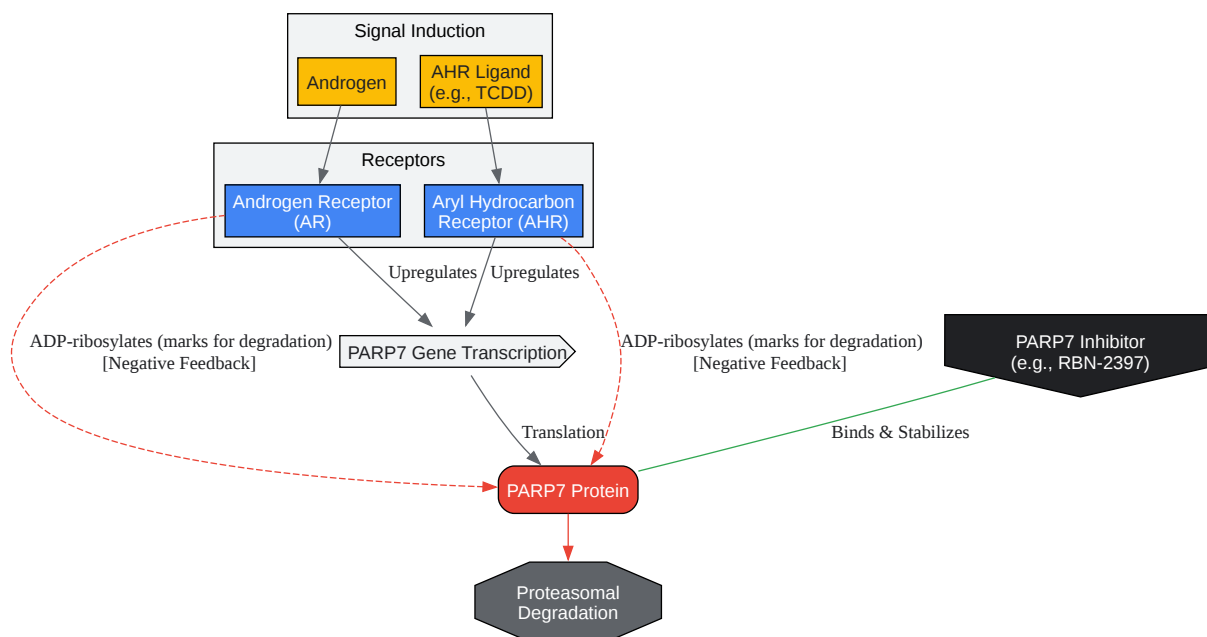 Signal Induction
Androgen
AHR Ligand
(e.g., TCDD)
Receptors
Androgen Receptor
(AR)
Aryl Hydrocarbon
Receptor (AHR)
Upregulates
Upregulates
ADP-ribosylates (marks for degradation)
[Negative Feedback]
PARP7 Gene Transcription
ADP-ribosylates (marks for degradation)
[Negative Feedback]
PARP7 Inhibitor
(e.g., RBN-2397)
Translation
Binds & Stabilizes
PARP7 Protein
Proteasomal
Degradation